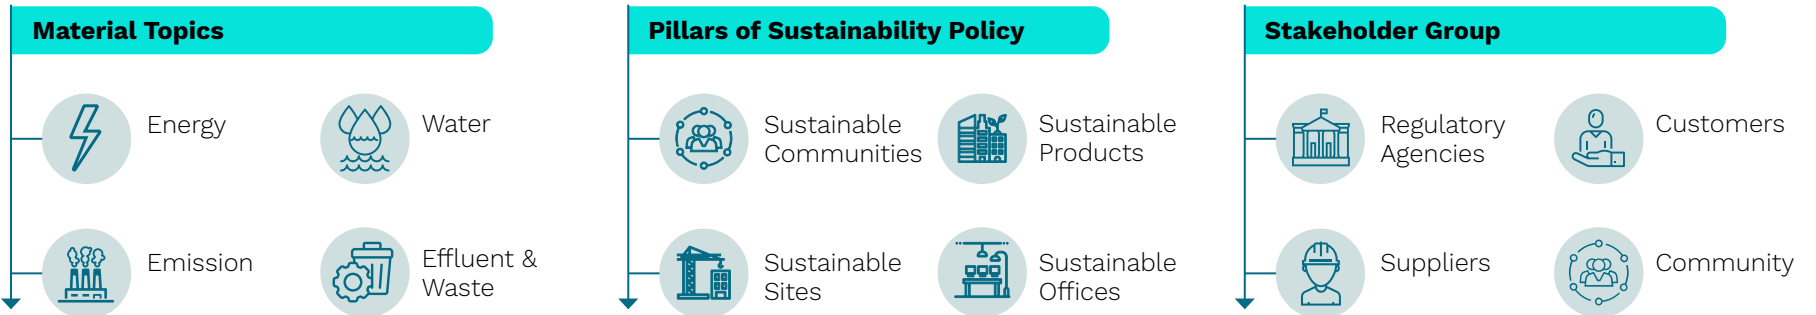 Material Topics
Energy
Water
Emission
Effluent &
Waste
Pillars of Sustainability Policy
Sustainable
Communities
Sustainable
Products
Sustainable
Sites
Sustainable
Offices
Stakeholder Group
Regulatory
Agencies
Customers
Suppliers
Community